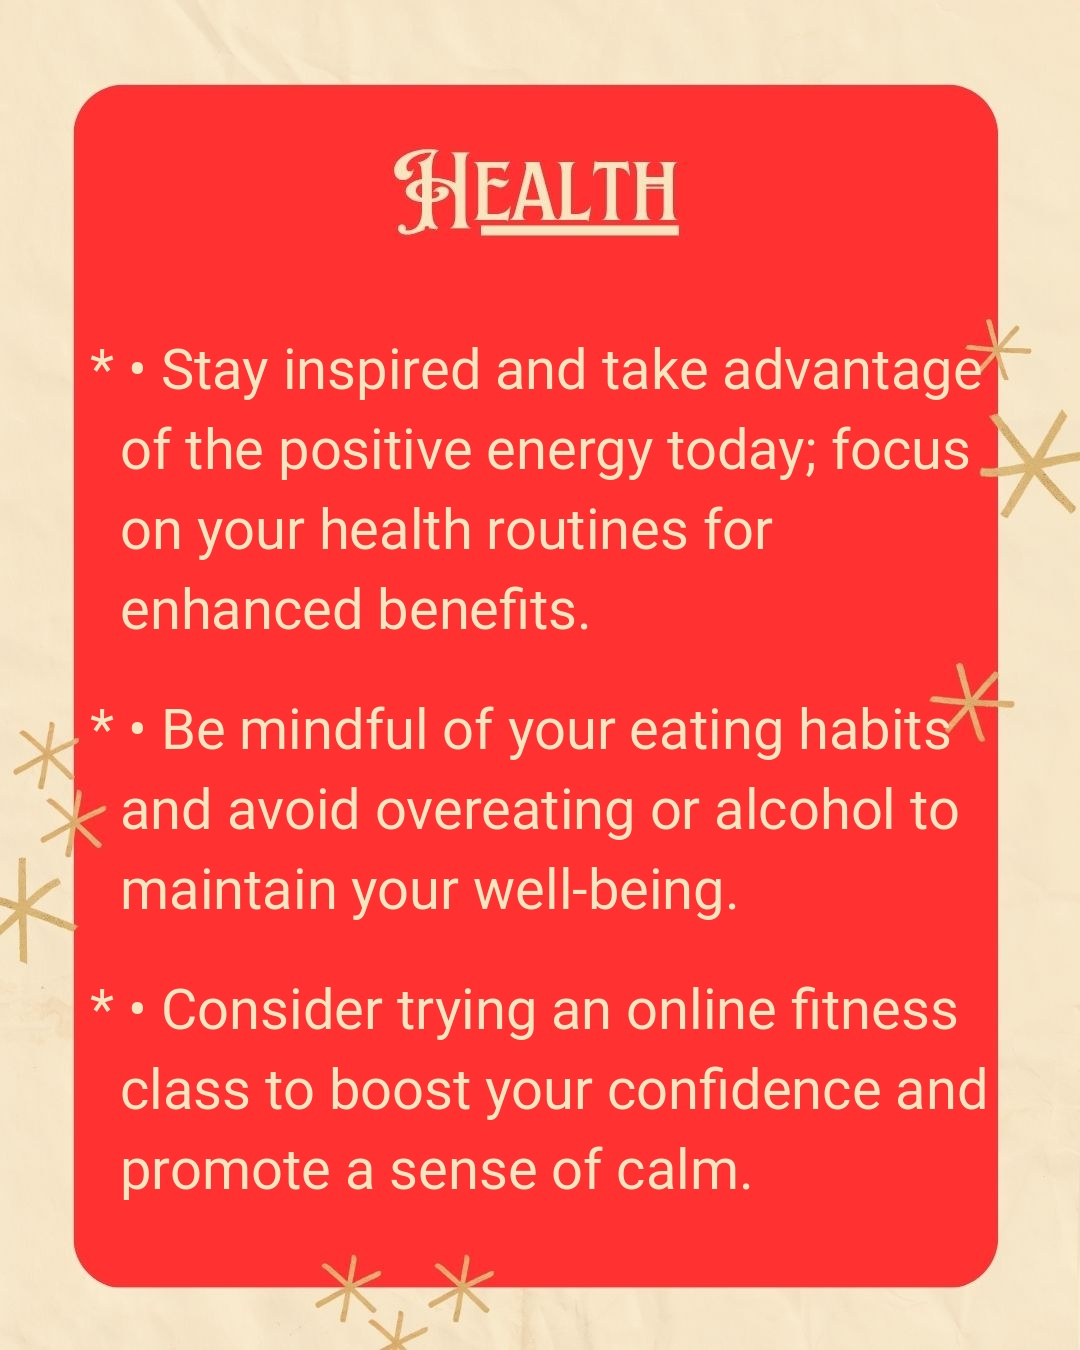 Health
* • Stay inspired and take advantage
of the positive energy today; focus
on your health routines for
enhanced benefits.
* • Be mindful of your eating habits
and avoid overeating or alcohol to
maintain your well-being.
* • Consider trying an online fitness
class to boost your confidence and
promote a sense of calm.